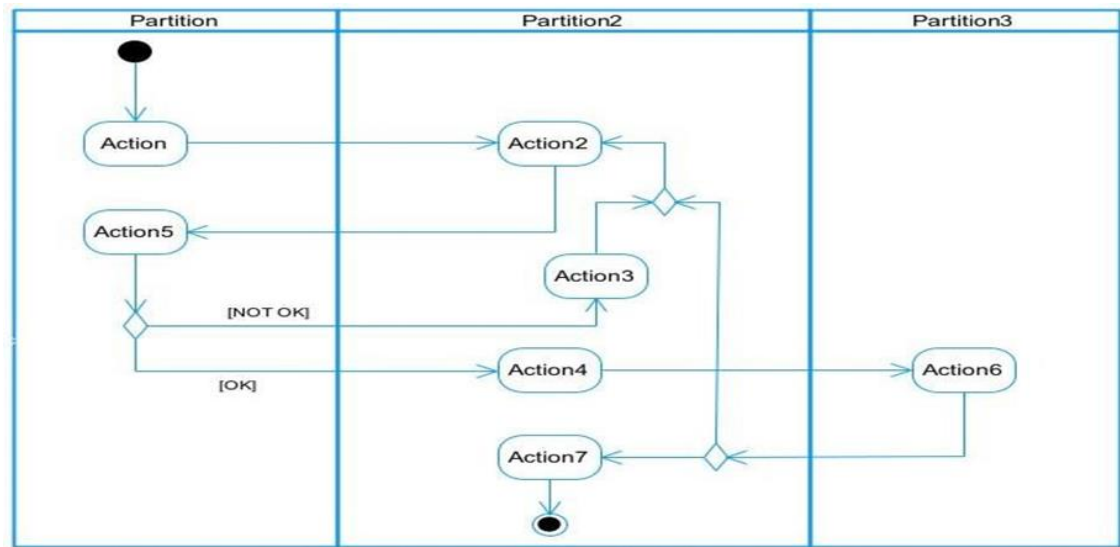 Partition
Partition2
Partition3
Action
Action2
Action5
Action3
[NOT OK]
Action4
Action6
[OK]
Action7